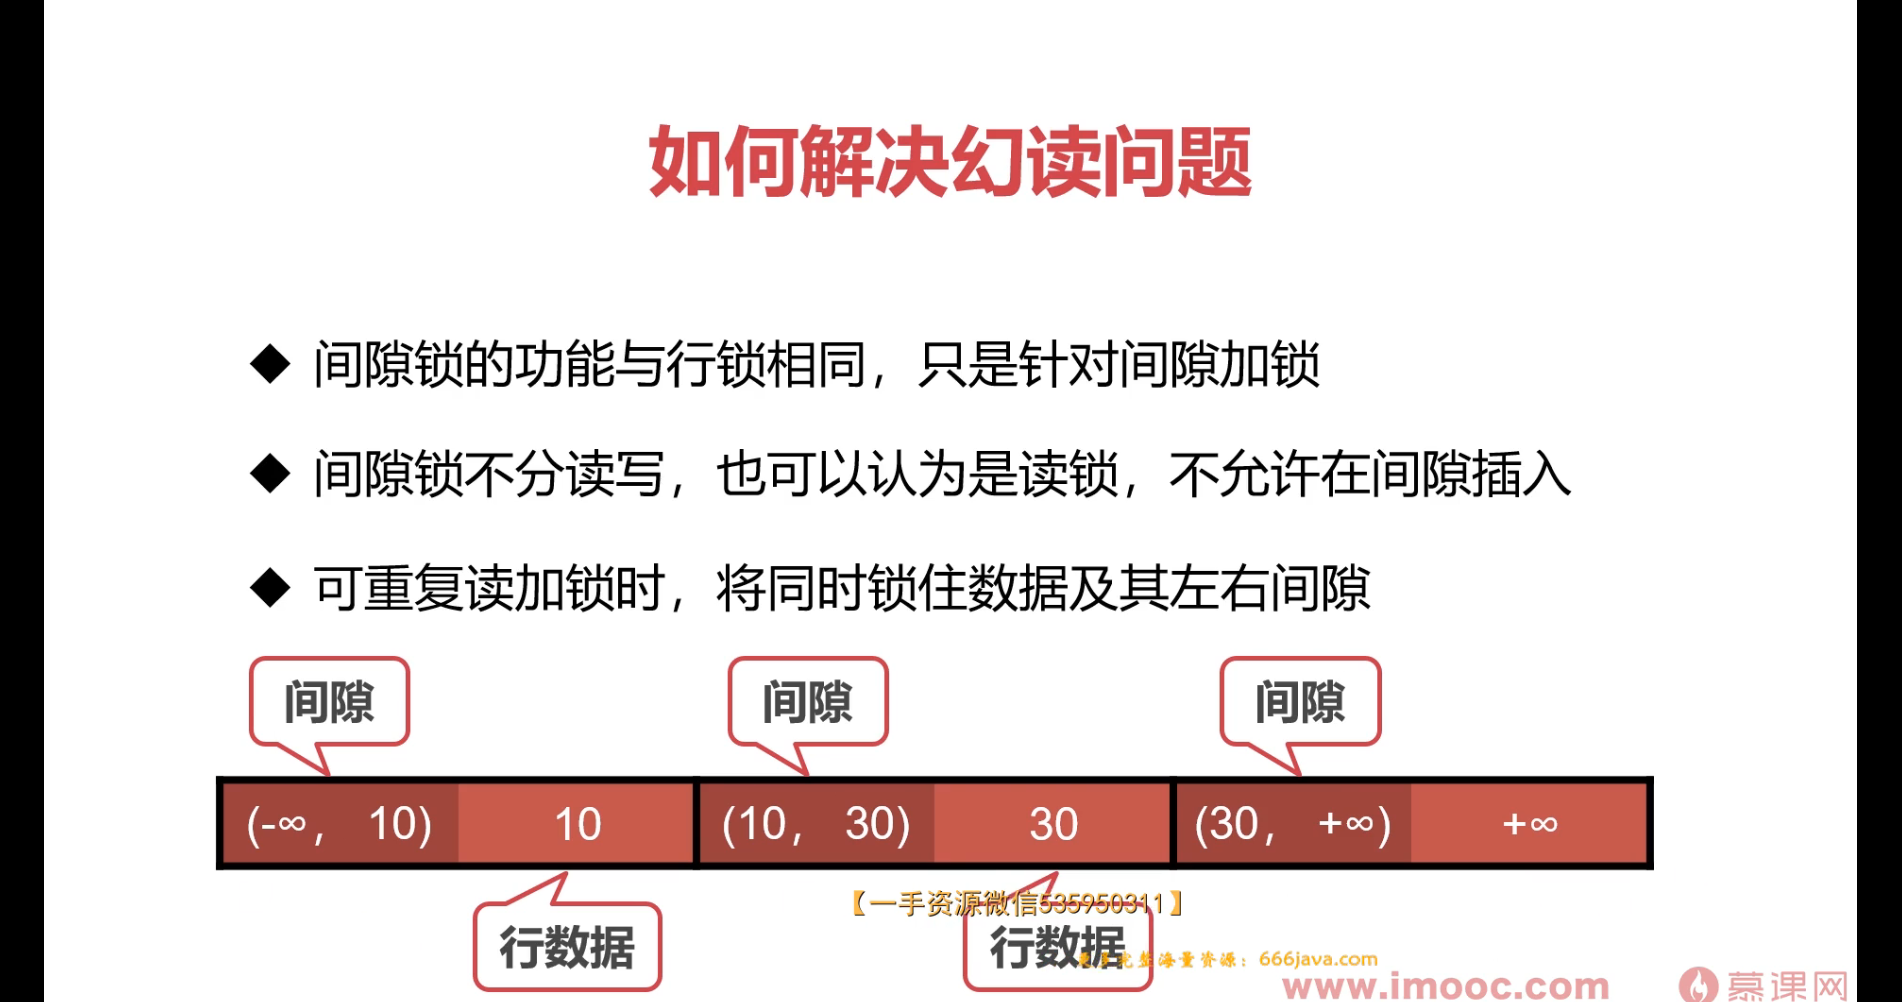 如何解决幻读问题
间隙锁的功能与行锁相同，只是针对间隙加锁
间隙锁不分读写，也可以认为是读锁，不允许在间隙插入
可重复读加锁时，将同时锁住数据及其左右间隙
间隙 间隙 间隙
(-∞， 10) 10 (10， 30) 30 (30， +∞) +∞
【一手资源微信535950311】
行数据 行数据
完整海量资源：666java.com
www.imooc.com 慕课网